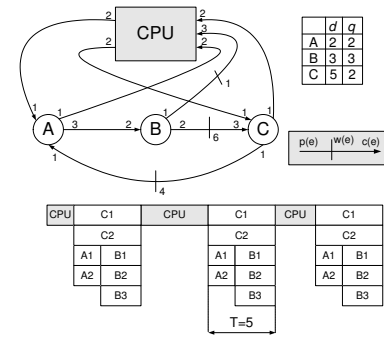 2
2
CPU
2
3
2
1
d q
A 2 2
B 3 3
C 5 2
1
1
1
1
1
A
3
2
B
2
6
3
C
1
1
4
p(e) w(e) c(e)
CPU C1 CPU C1 CPU C1
C2 C2 C2
A1 B1 A1 B1 A1 B1
A2 B2 A2 B2 A2 B2
B3 B3 B3
T=5